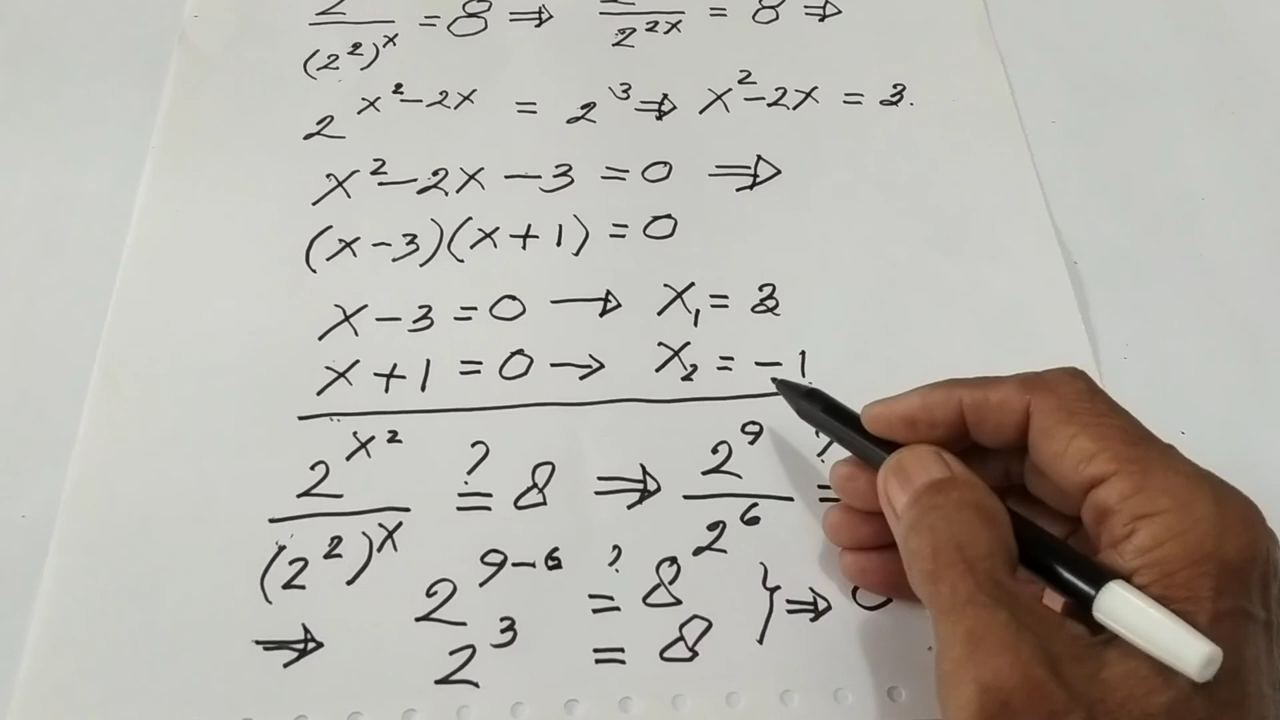 /(2²)ˣ = 8 ⇒ /2²ˣ = 8 ⇒
2^(x²-2x) = 2³ ⇒ x²-2x = 3.
x²-2x-3 = 0 ⇒
(x-3)(x+1) = 0
x-3 = 0 → x₁ = 3
x+1 = 0 → x₂ = -1
2^(x²)/(2²)ˣ ?= 8 ⇒ 2⁹/2⁶ ?=
2^(9-6) ?= 8 } ⇒
⇒ 2³ = 8